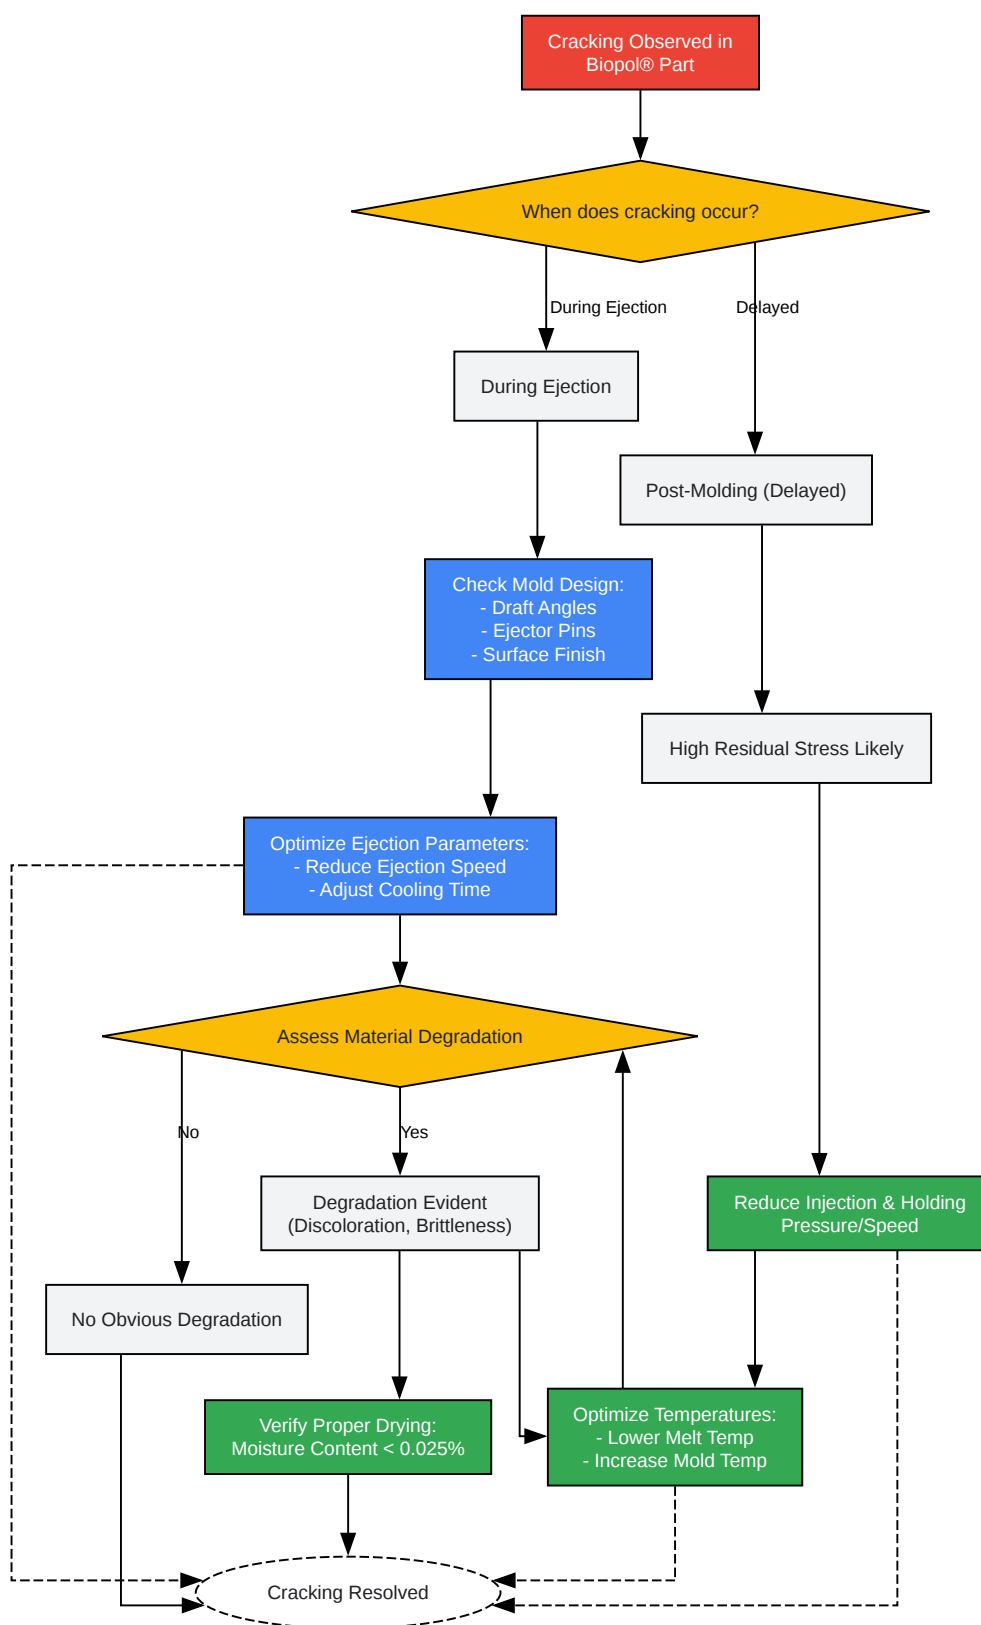 Cracking Observed in
Biopol® Part
When does cracking occur?
During Ejection
Delayed
During Ejection
Post-Molding (Delayed)
Check Mold Design:
- Draft Angles
- Ejector Pins
- Surface Finish
High Residual Stress Likely
Optimize Ejection Parameters:
- Reduce Ejection Speed
- Adjust Cooling Time
Assess Material Degradation
No
Yes
Degradation Evident
(Discoloration, Brittleness)
Reduce Injection & Holding
Pressure/Speed
No Obvious Degradation
Verify Proper Drying:
Moisture Content < 0.025%
Optimize Temperatures:
- Lower Melt Temp
- Increase Mold Temp
Cracking Resolved